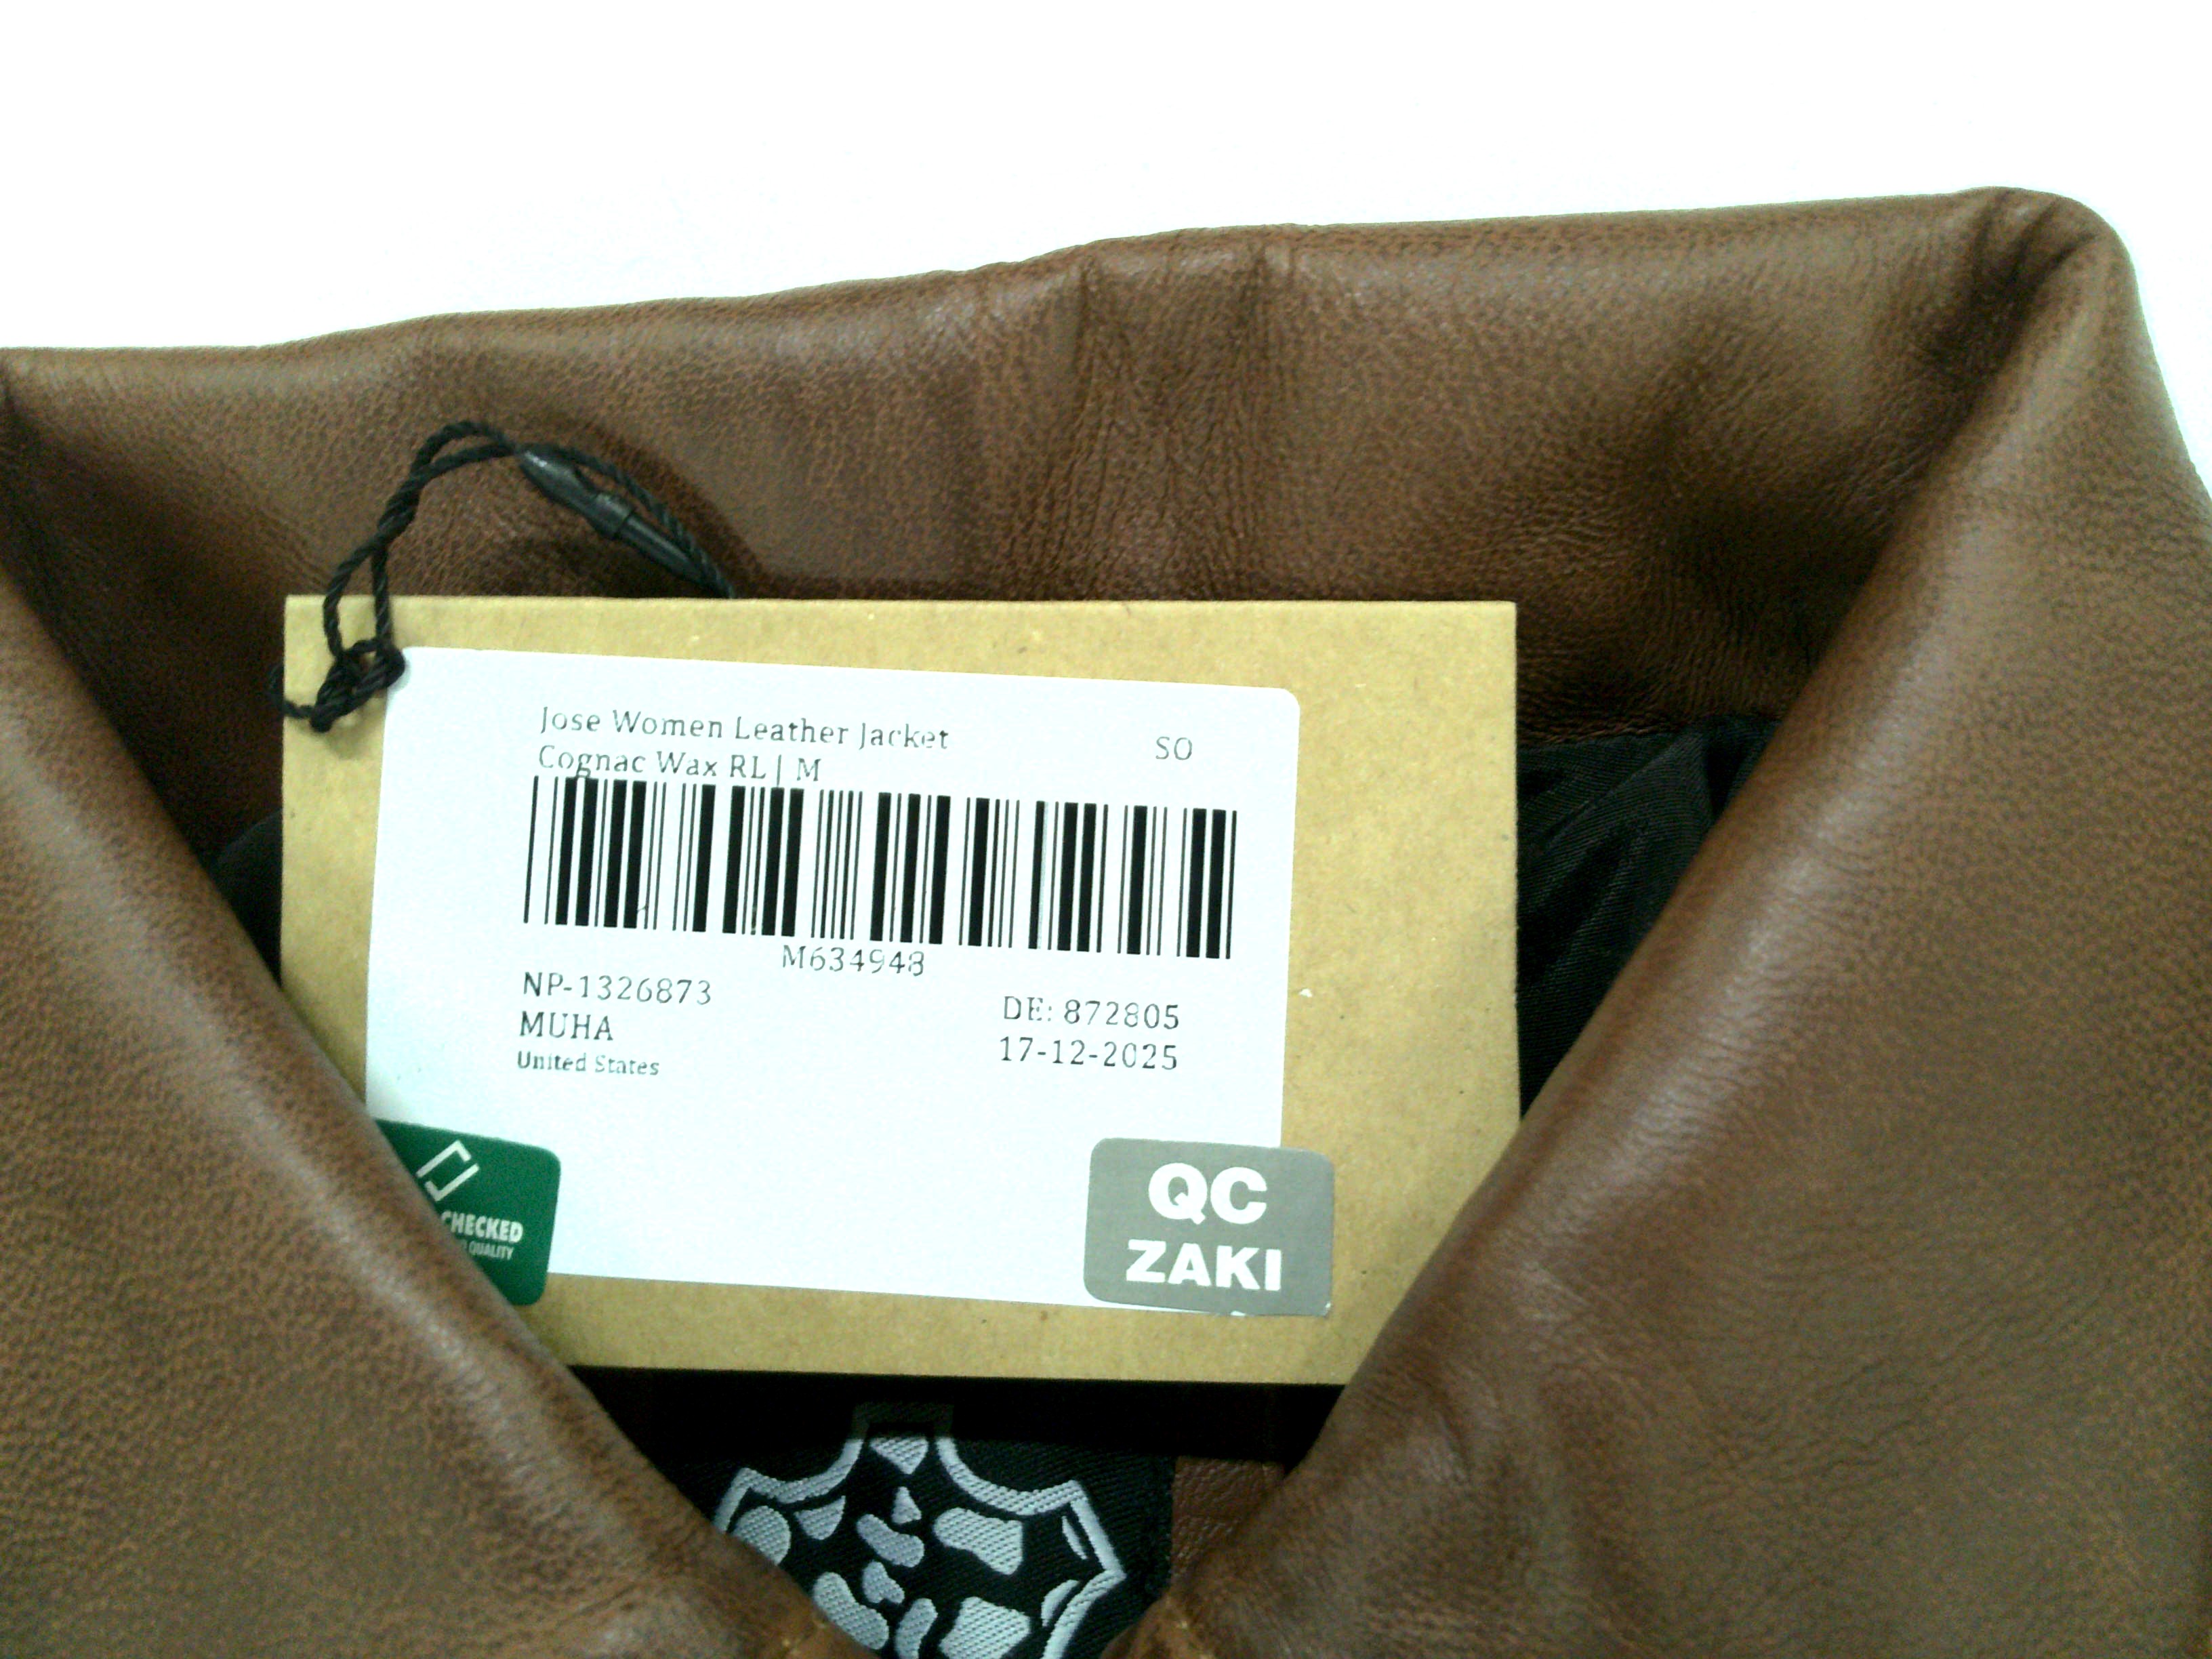 Jose Women Leather Jacket
SO
Cognac Wax RL | M
M634948
NP-1326873
DE: 872805
MUHA
17-12-2025
United States
CHECKED
QUALITY
QC
ZAKI